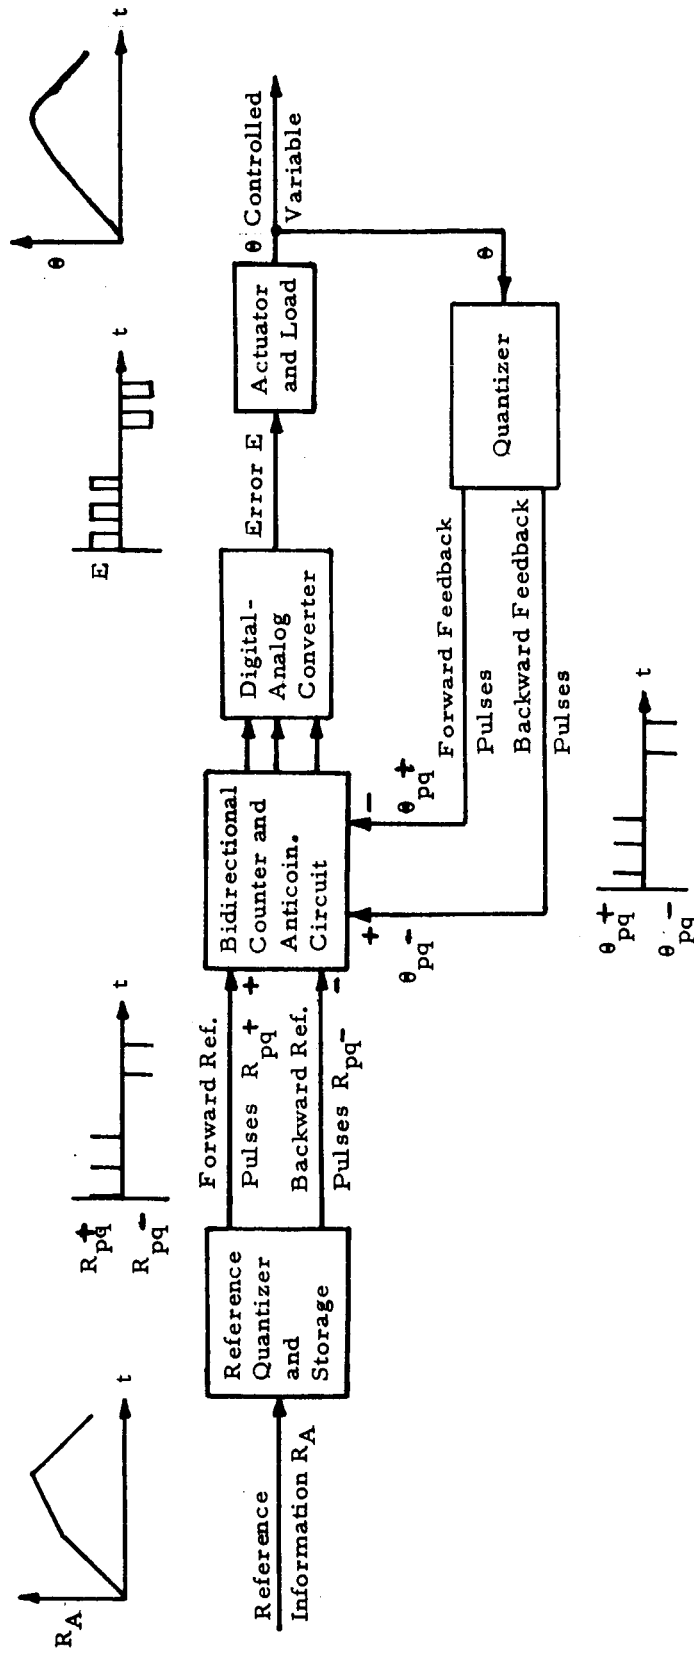 R_A
t
R_pq+
R_pq-
t
E
t
θ
t
Reference
Information R_A
Reference
Quantizer
and
Storage
Forward Ref.
Pulses R_pq+
+
Backward Ref.
Pulses R_pq-
-
Bidirectional
Counter and
Anticoin.
Circuit
Digital-
Analog
Converter
Error E
Actuator
and Load
θ Controlled
Variable
θ
Quantizer
Forward Feedback
Pulses
Backward Feedback
Pulses
-
θ_pq+
+
θ_pq-
θ_pq+
θ_pq-
t